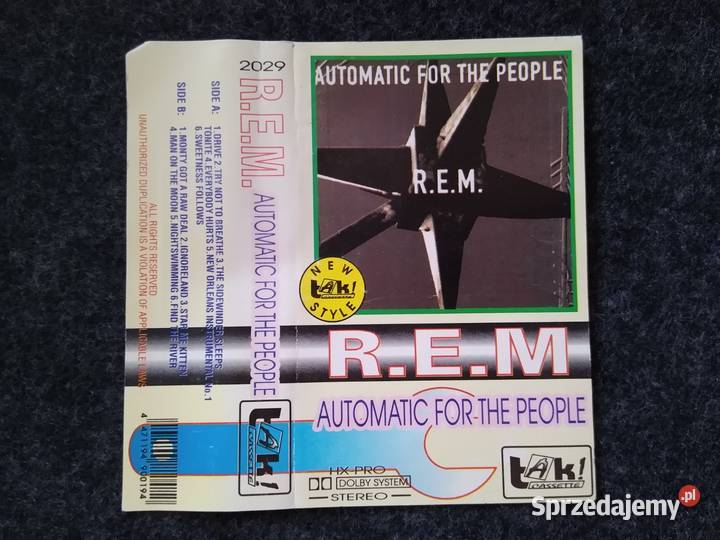 AUTOMATIC FOR THE PEOPLE
R.E.M.
NEW
tAk!
CASSETTE
STYLE
R.E.M
AUTOMATIC FOR THE PEOPLE
tAk!
CASSETTE
HX-PRO
DOLBY SYSTEM
STEREO
2029
R.E.M. AUTOMATIC FOR THE PEOPLE
tAk!
CASSETTE
SIDE A: 1.DRIVE 2.TRY NOT TO BREATHE 3.THE SIDEWINDER SLEEPS
TONITE 4.EVERYBODY HURTS 5.NEW ORLEANS INSTRUMENTAL No.1
6.SWEETNESS FOLLOWS
SIDE B: 1.MONTY GOT A RAW DEAL 2.IGNORELAND 3.STAR ME KITTEN
4.MAN ON THE MOON 5.NIGHTSWIMMING 6.FIND THE RIVER
ALL RIGHTS RESERVED
UNAUTHORIZED DUPLICATION IS A VIOLATION OF APPLICABLE LAWS
4 471194 900194
Sprzedajemy.pl